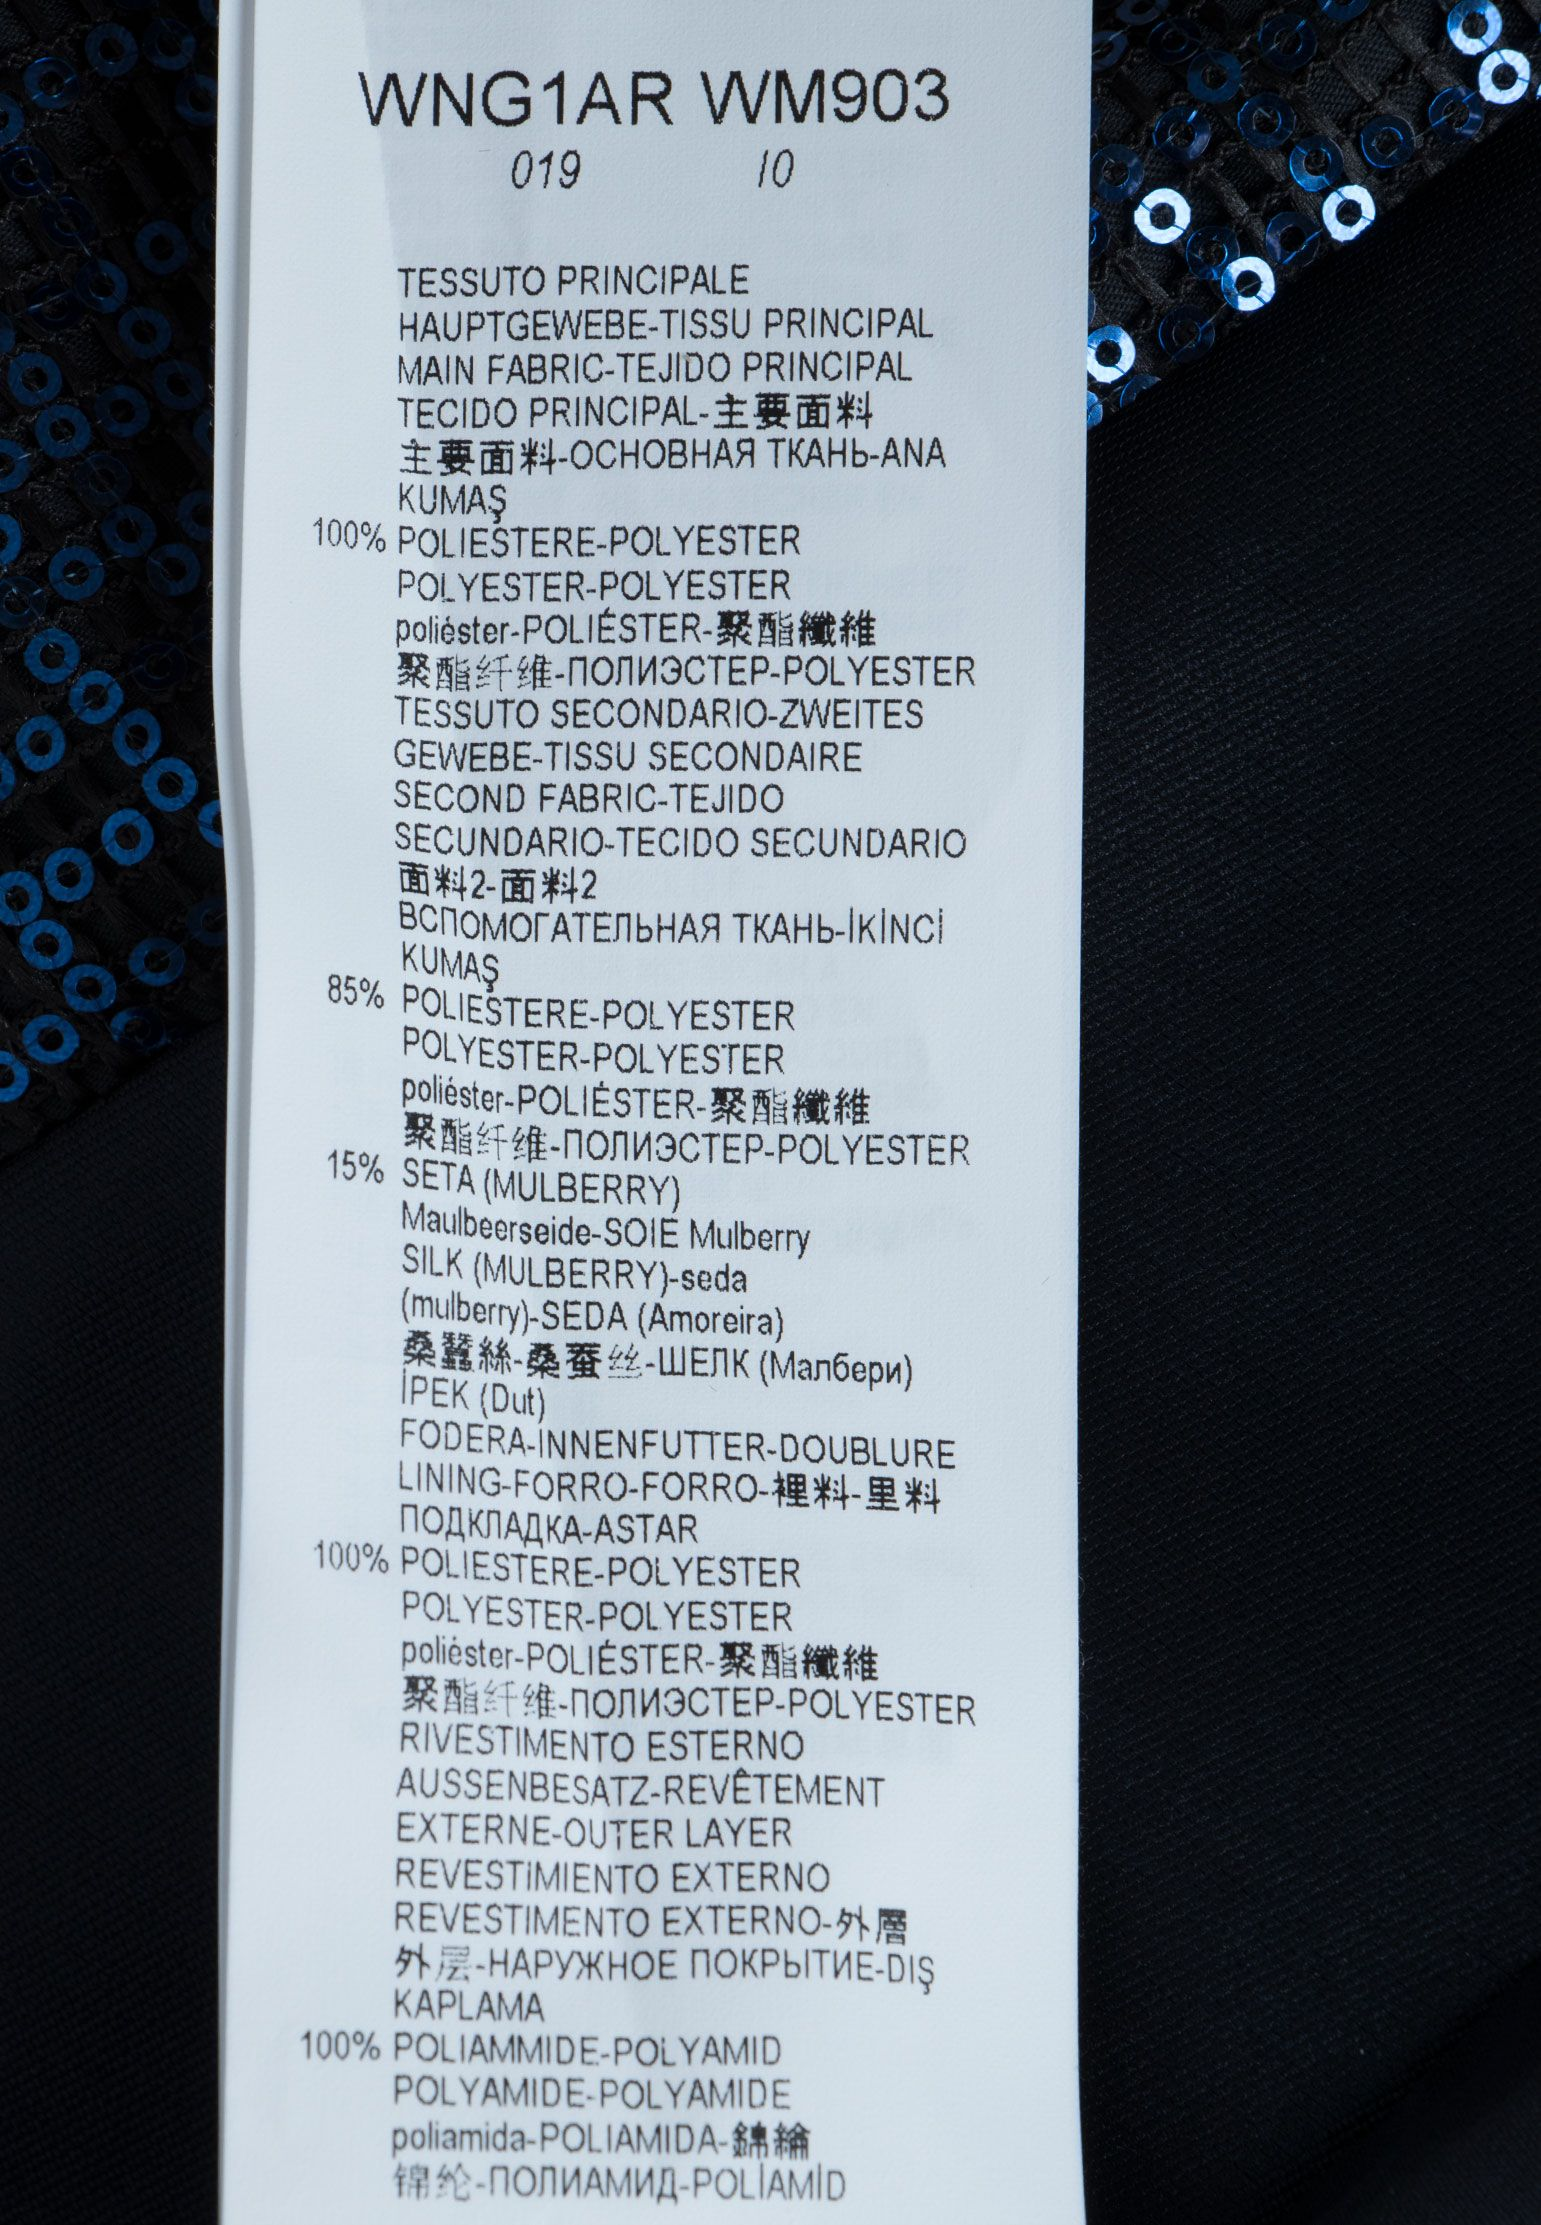 WNG1AR WM903
019 10
TESSUTO PRINCIPALE
HAUPTGEWEBE-TISSU PRINCIPAL
MAIN FABRIC-TEJIDO PRINCIPAL
TECIDO PRINCIPAL-主要面料
主要面料-ОСНОВНАЯ ТКАНЬ-ANA
KUMAŞ
100% POLIESTERE-POLYESTER
POLYESTER-POLYESTER
poliéster-POLIÉSTER-聚酯纖維
聚酯纤维-ПОЛИЭСТЕР-POLYESTER
TESSUTO SECONDARIO-ZWEITES
GEWEBE-TISSU SECONDAIRE
SECOND FABRIC-TEJIDO
SECUNDARIO-TECIDO SECUNDARIO
面料2-面料2
ВСПОМОГАТЕЛЬНАЯ ТКАНЬ-İKİNCİ
KUMAŞ
85% POLIESTERE-POLYESTER
POLYESTER-POLYESTER
poliéster-POLIÉSTER-聚酯纖維
聚酯纤维-ПОЛИЭСТЕР-POLYESTER
15% SETA (MULBERRY)
Maulbeerseide-SOIE Mulberry
SILK (MULBERRY)-seda
(mulberry)-SEDA (Amoreira)
桑蠶絲-桑蚕丝-ШЕЛК (Малбери)
İPEK (Dut)
FODERA-INNENFUTTER-DOUBLURE
LINING-FORRO-FORRO-裡料-里料
ПОДКЛАДКА-ASTAR
100% POLIESTERE-POLYESTER
POLYESTER-POLYESTER
poliéster-POLIÉSTER-聚酯纖維
聚酯纤维-ПОЛИЭСТЕР-POLYESTER
RIVESTIMENTO ESTERNO
AUSSENBESATZ-REVÊTEMENT
EXTERNE-OUTER LAYER
REVESTIMIENTO EXTERNO
REVESTIMENTO EXTERNO-外層
外层-НАРУЖНОЕ ПОКРЫТИЕ-DIŞ
KAPLAMA
100% POLIAMMIDE-POLYAMID
POLYAMIDE-POLYAMIDE
poliamida-POLIAMIDA-錦綸
锦纶-ПОЛИАМИД-POLİAMİD